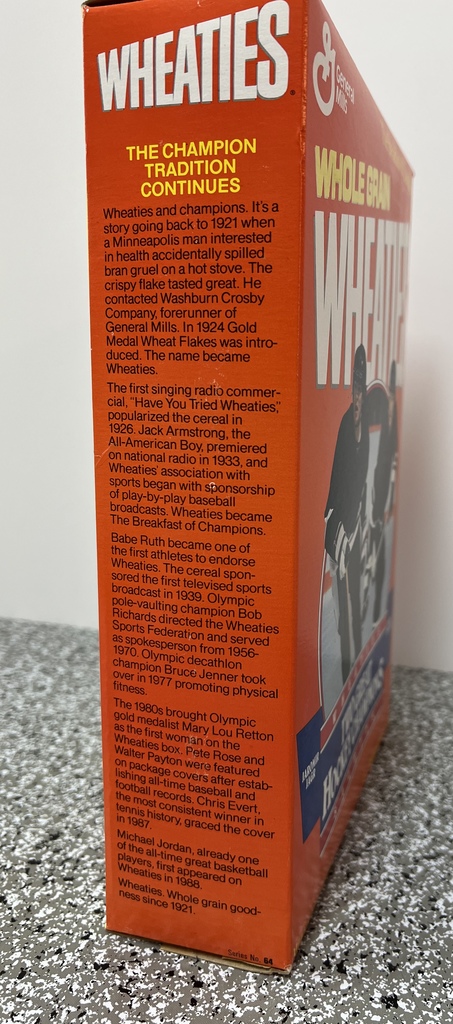 WHEATIES
THE CHAMPION
TRADITION
CONTINUES
Wheaties and champions. It's a
story going back to 1921 when
a Minneapolis man interested
in health accidentally spilled
bran gruel on a hot stove. The
crispy flake tasted great. He
contacted Washburn Crosby
Company, forerunner of
General Mills. In 1924 Gold
Medal Wheat Flakes was intro-
duced. The name became
Wheaties.
The first singing radio commer-
cial, "Have You Tried Wheaties,"
popularized the cereal in
1926. Jack Armstrong, the
All-American Boy, premiered
on national radio in 1933, and
Wheaties' association with
sports began with sponsorship
of play-by-play baseball
broadcasts. Wheaties became
The Breakfast of Champions.
Babe Ruth became one of
the first athletes to endorse
Wheaties. The cereal spon-
sored the first televised sports
broadcast in 1939. Olympic
pole-vaulting champion Bob
Richards directed the Wheaties
Sports Federation and served
as spokesperson from 1956-
1970. Olympic decathlon
champion Bruce Jenner took
over in 1977 promoting physical
fitness.
The 1980s brought Olympic
gold medalist Mary Lou Retton
as the first woman on the
Wheaties box. Pete Rose and
Walter Payton were featured
on package covers after estab-
lishing all-time baseball and
football records. Chris Evert,
the most consistent winner in
tennis history, graced the cover
in 1987.
Michael Jordan, already one
of the all-time great basketball
players, first appeared on
Wheaties in 1988.
Wheaties. Whole grain good-
ness since 1921.
Series No. 64
General
Mills
WHOLE GRAIN
WHEATIE
JAROMIR
JAGR